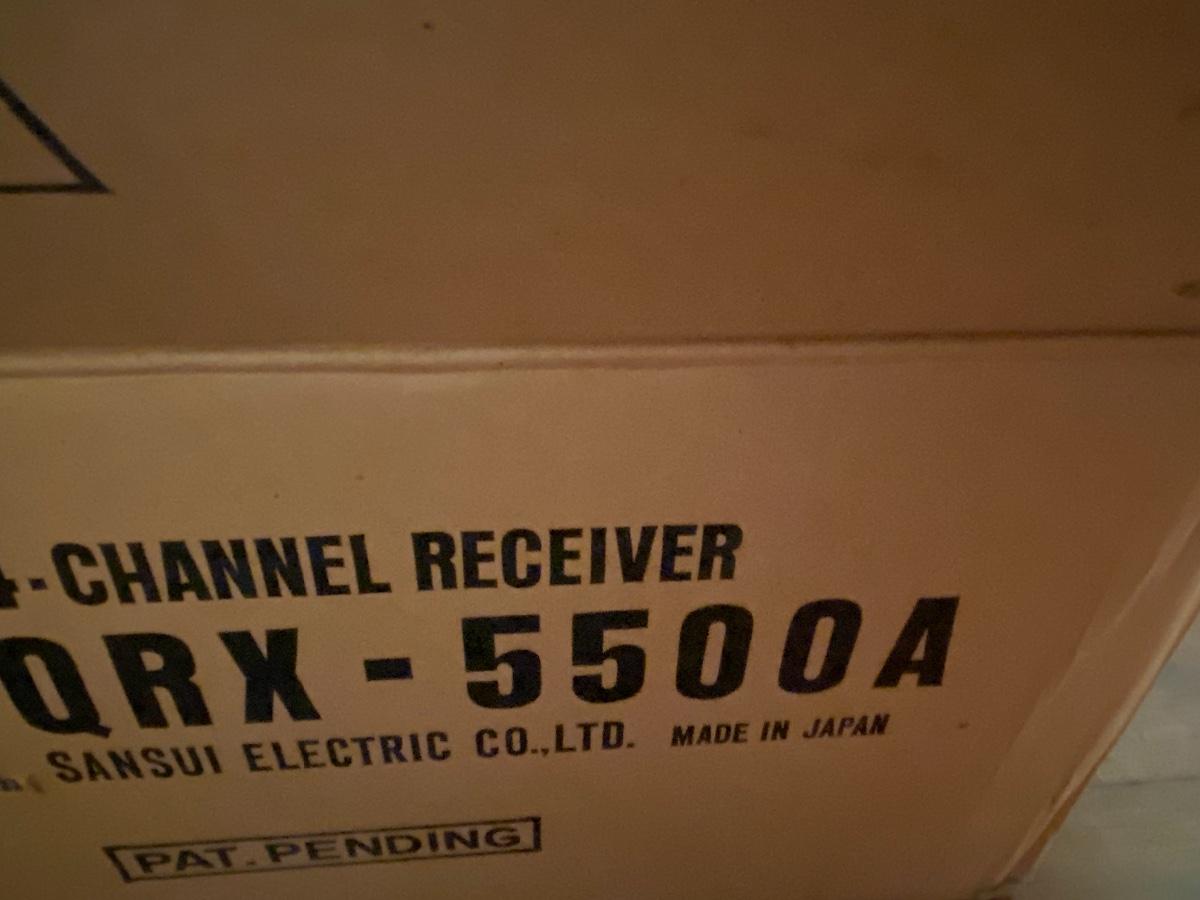 4-CHANNEL RECEIVER
QRX-5500A
SANSUI ELECTRIC CO.,LTD. MADE IN JAPAN
PAT. PENDING